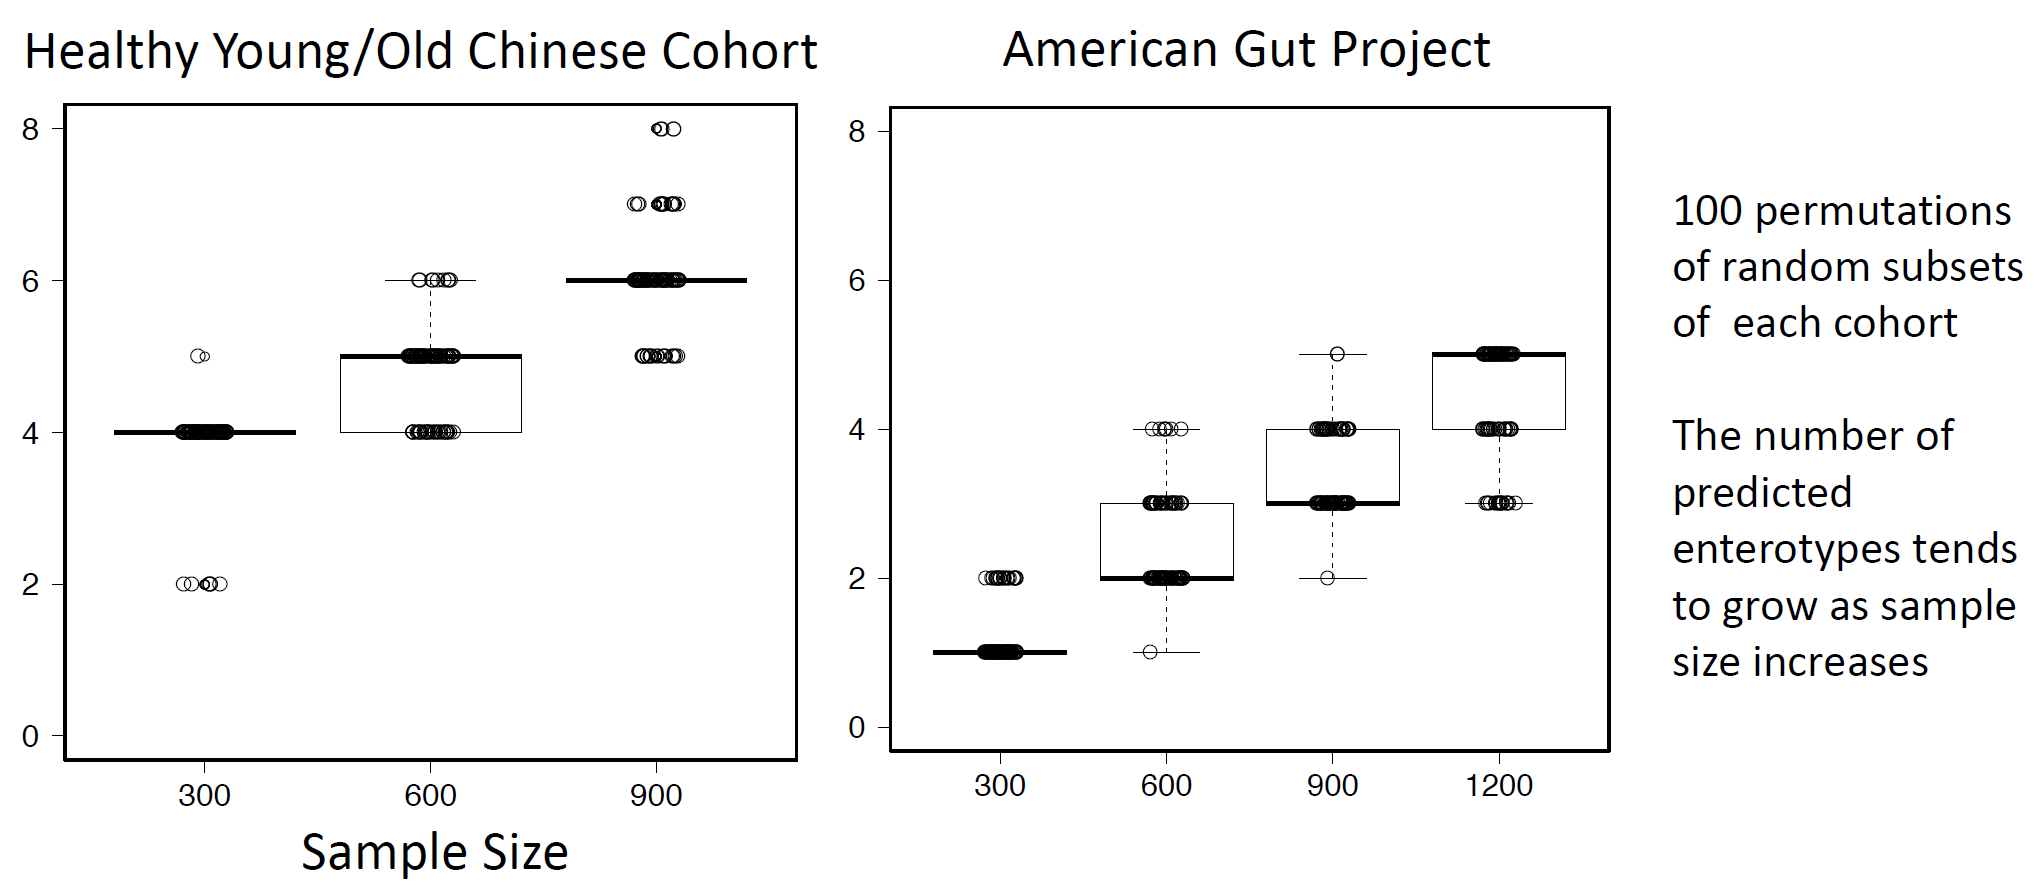 Healthy Young/Old Chinese Cohort
8
6
4
2
0
300 600 900
Sample Size
American Gut Project
8
6
4
2
0
300 600 900 1200
100 permutations
of random subsets
of each cohort
The number of
predicted
enterotypes tends
to grow as sample
size increases